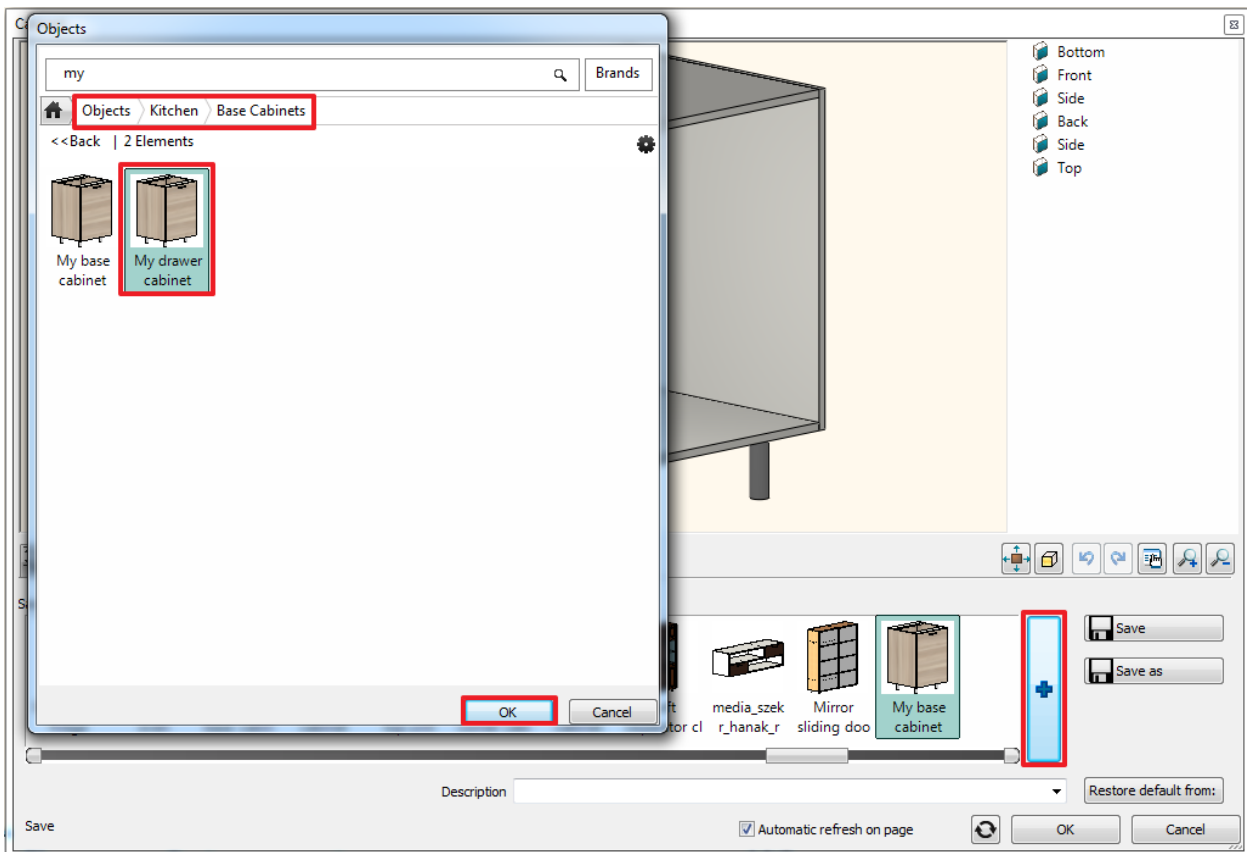 Objects
my
Brands
Objects Kitchen Base Cabinets
<<Back | 2 Elements
My base
cabinet
My drawer
cabinet
OK
Cancel
Bottom
Front
Side
Back
Side
Top
media_szek
r_hanak_r
Mirror
sliding doo
My base
cabinet
Save
Save as
Description
Restore default from:
Save
Automatic refresh on page
OK
Cancel